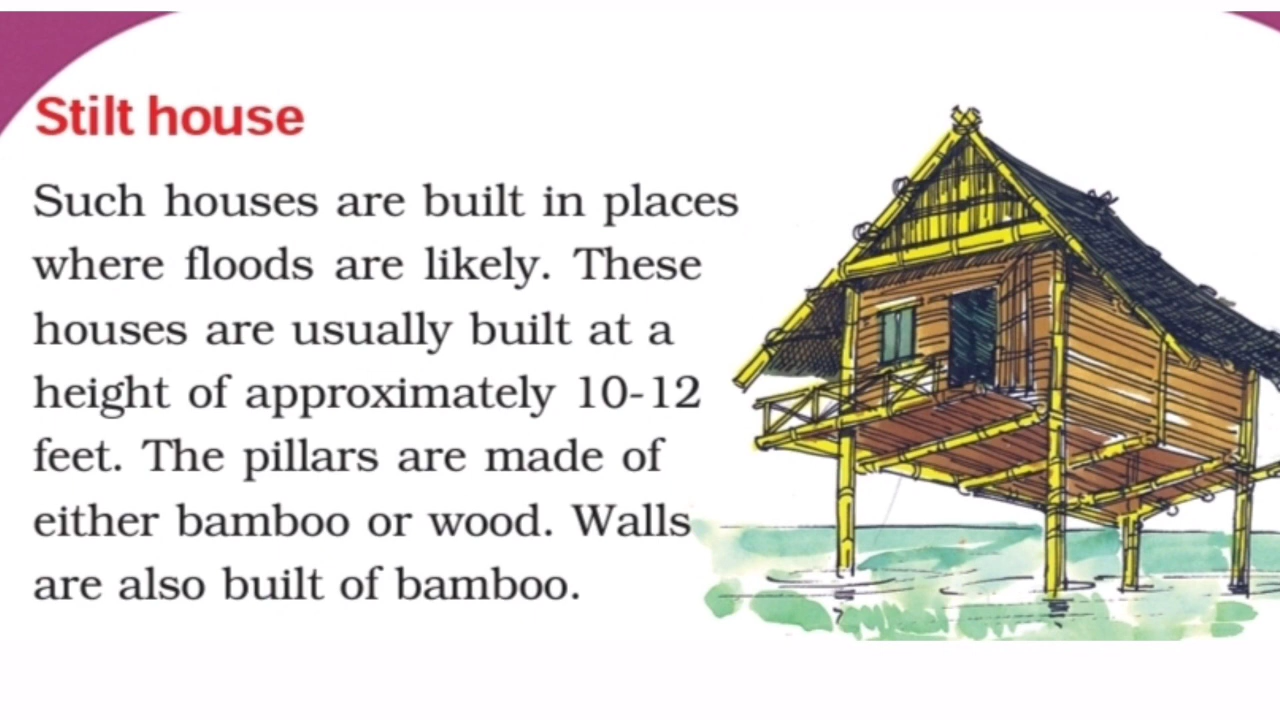 Stilt house
Such houses are built in places
where floods are likely. These
houses are usually built at a
height of approximately 10-12
feet. The pillars are made of
either bamboo or wood. Walls
are also built of bamboo.